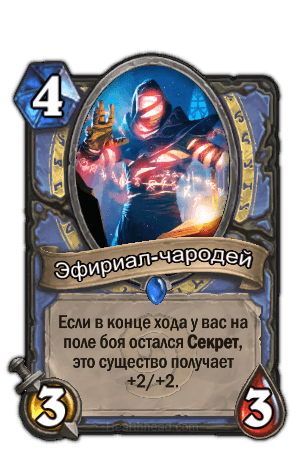 4
Эфириал-чародей
Если в конце хода у вас на
поле боя остался Секрет,
это существо получает
+2/+2.
3
3